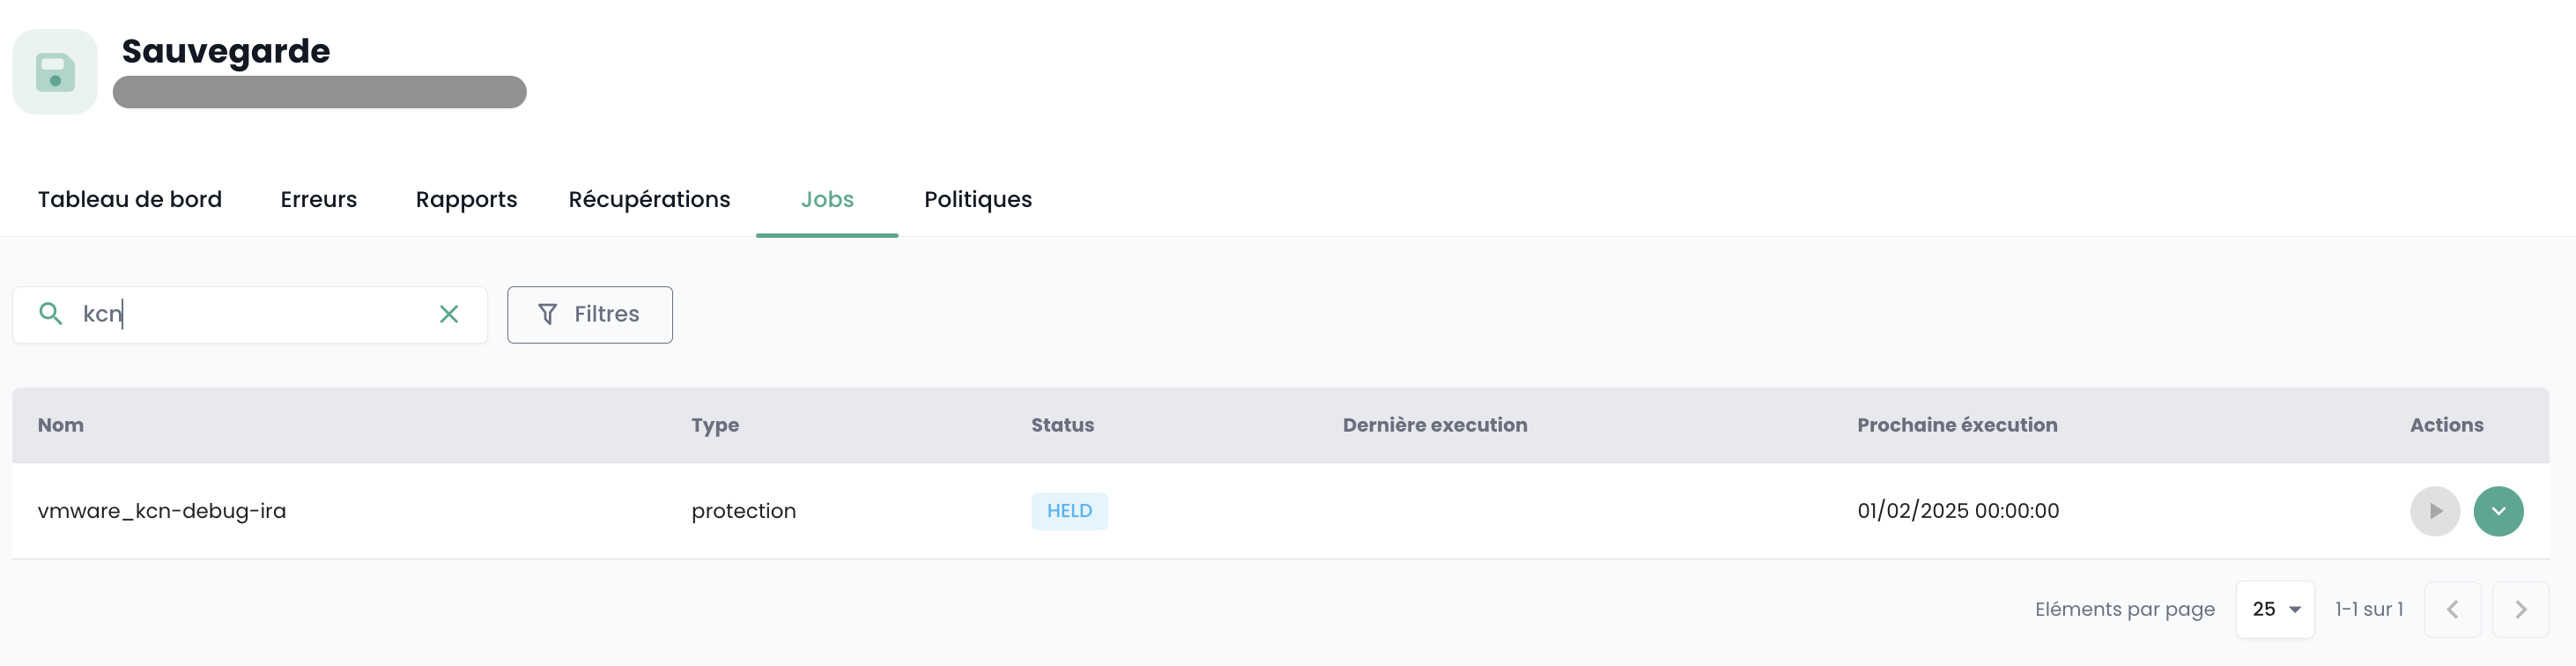 Sauvegarde
Tableau de bord Erreurs Rapports Récupérations Jobs Politiques
kcn Filtres
Nom Type Status Dernière execution Prochaine éxecution Actions
vmware_kcn-debug-ira protection HELD 01/02/2025 00:00:00
Eléments par page 25 1-1 sur 1